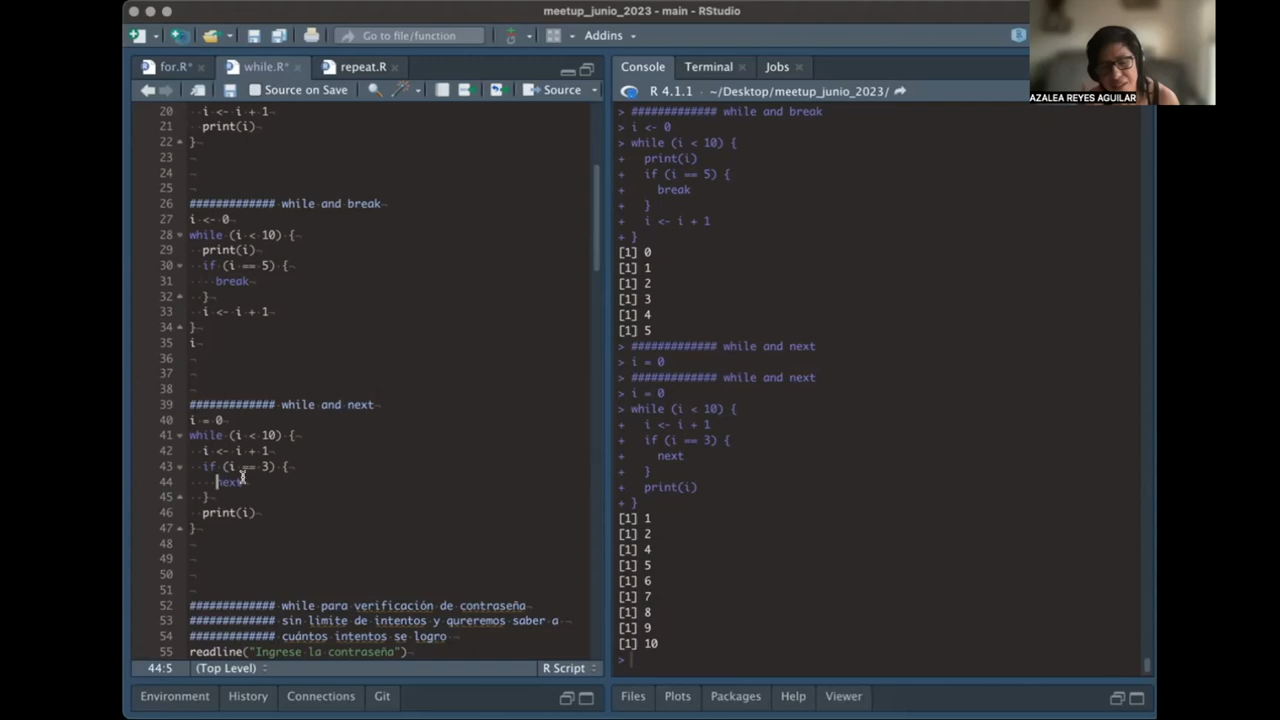 meetup_junio_2023 - main - RStudio
Go to file/function
Addins
for.R*
while.R*
repeat.R
Source on Save
Source
20 i <- i + 1
21 print(i)
22 }
23
24
25
26 ############# while and break
27 i <- 0
28 while (i < 10) {
29 print(i)
30 if (i == 5) {
31 break
32 }
33 i <- i + 1
34 }
35 i
36
37
38
39 ############# while and next
40 i = 0
41 while (i < 10) {
42 i <- i + 1
43 if (i == 3) {
44 next
45 }
46 print(i)
47 }
48
49
50
51
52 ############# while para verificación de contraseña
53 ############# sin limite de intentos y qureremos saber a
54 ############# cuántos intentos se logro
55 readline("Ingrese la contraseña")
44:5 (Top Level) R Script
Environment History Connections Git
Console Terminal Jobs
R 4.1.1 · ~/Desktop/meetup_junio_2023/
> ############# while and break
> i <- 0
> while (i < 10) {
+ print(i)
+ if (i == 5) {
+ break
+ }
+ i <- i + 1
+ }
[1] 0
[1] 1
[1] 2
[1] 3
[1] 4
[1] 5
> ############# while and next
> i = 0
> ############# while and next
> i = 0
> while (i < 10) {
+ i <- i + 1
+ if (i == 3) {
+ next
+ }
+ print(i)
+ }
[1] 1
[1] 2
[1] 4
[1] 5
[1] 6
[1] 7
[1] 8
[1] 9
[1] 10
>
Files Plots Packages Help Viewer
AZALEA REYES AGUILAR